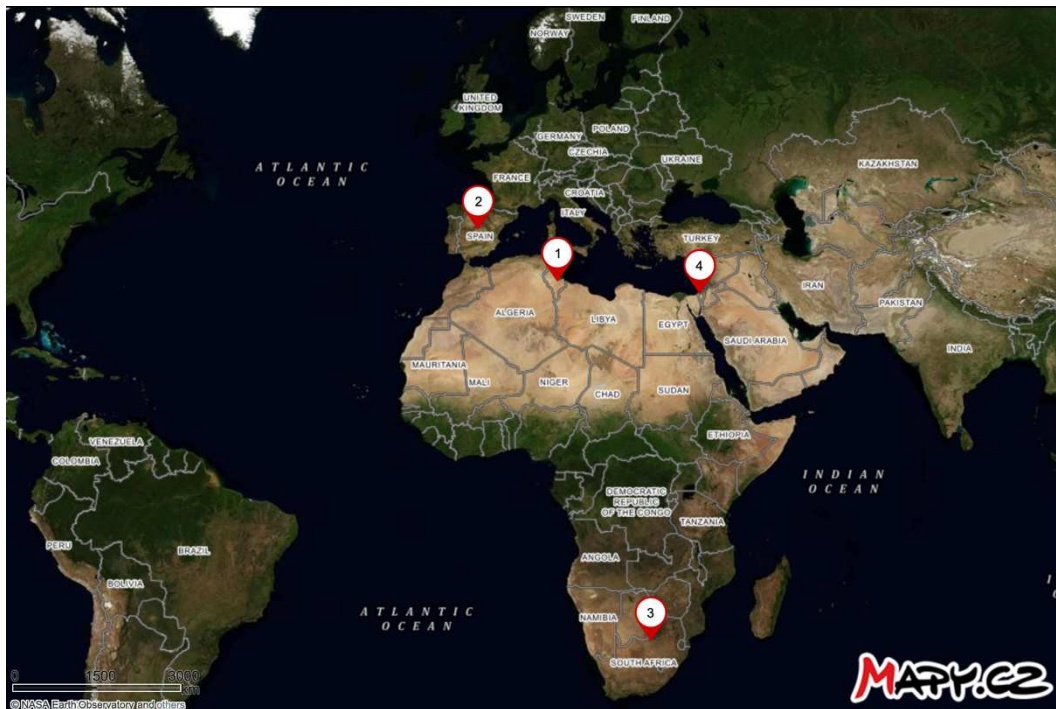 SWEDEN
FINLAND
NORWAY
UNITED
KINGDOM
POLAND
GERMANY
CZECHIA
UKRAINE
KAZAKHSTAN
ATLANTIC
OCEAN
FRANCE
CROATIA
2
ITALY
SPAIN
TURKEY
1
4
IRAN
PAKISTAN
ALGERIA
LIBYA
EGYPT
SAUDI ARABIA
INDIA
MAURITANIA
MALI
NIGER
CHAD
SUDAN
VENEZUELA
ETHIOPIA
COLOMBIA
INDIAN
OCEAN
DEMOCRATIC
REPUBLIC
OF THE CONGO
TANZANIA
PERU
BRAZIL
ANGOLA
BOLIVIA
ATLANTIC
OCEAN
NAMIBIA
3
SOUTH AFRICA
0 1500 3000
km
MAPY.CZ
© NASA Earth Observatory and others